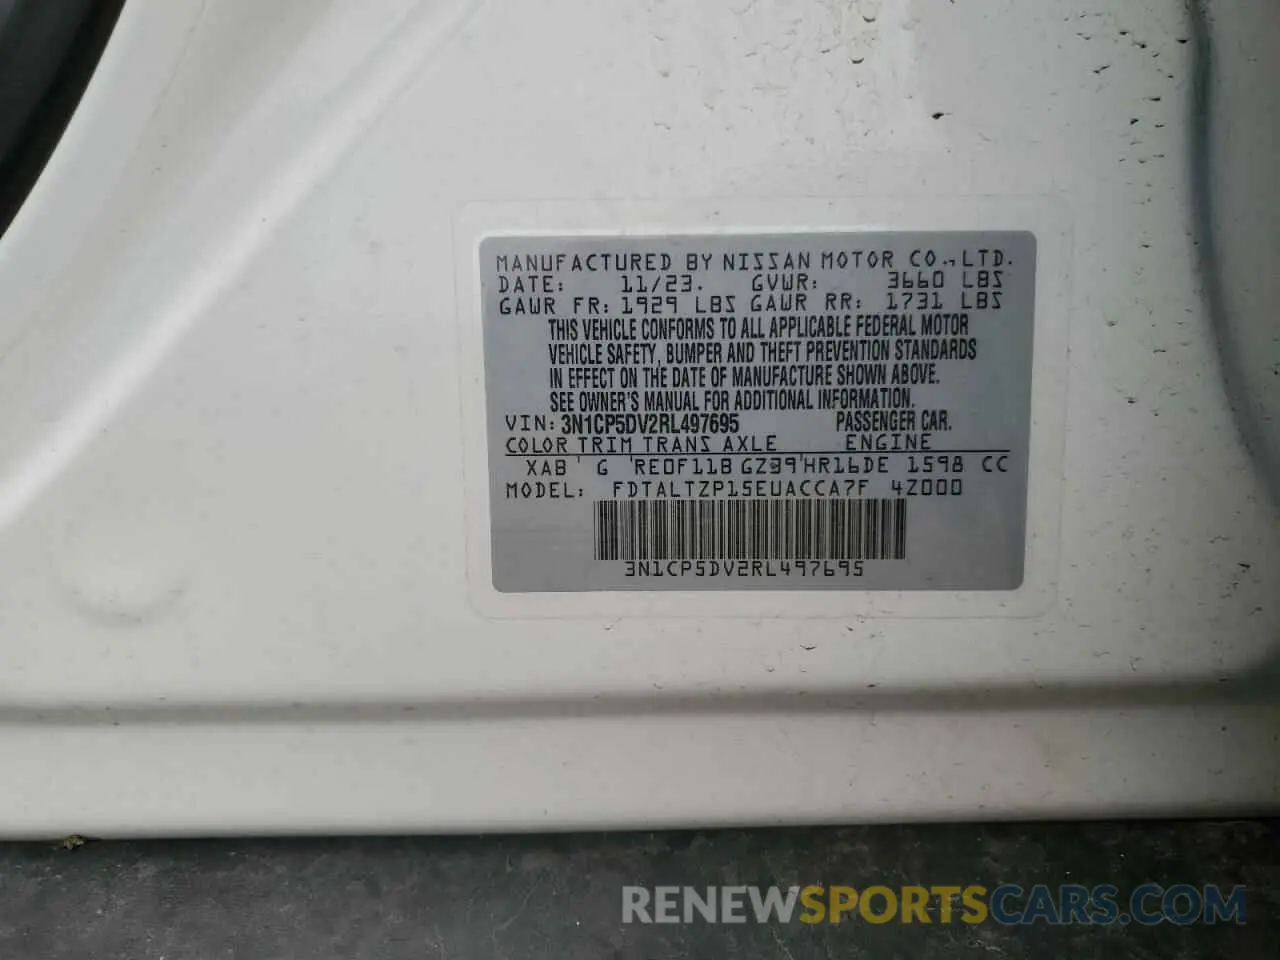 MANUFACTURED BY NISSAN MOTOR CO., LTD.
DATE: 11/23. GVWR: 3660 LBS
GAWR FR: 1929 LBS GAWR RR: 1731 LBS
THIS VEHICLE CONFORMS TO ALL APPLICABLE FEDERAL MOTOR
VEHICLE SAFETY, BUMPER AND THEFT PREVENTION STANDARDS
IN EFFECT ON THE DATE OF MANUFACTURE SHOWN ABOVE.
SEE OWNER'S MANUAL FOR ADDITIONAL INFORMATION.
VIN: 3N1CP5DV2RL497695 PASSENGER CAR.
COLOR TRIM TRANS AXLE ENGINE
XAB G RE0F11B GZ39 HR16DE 1598 CC
MODEL: FDTALTZP15EUACCA7F 4Z000
3N1CP5DV2RL497695
RENEWSPORTSCARS.COM